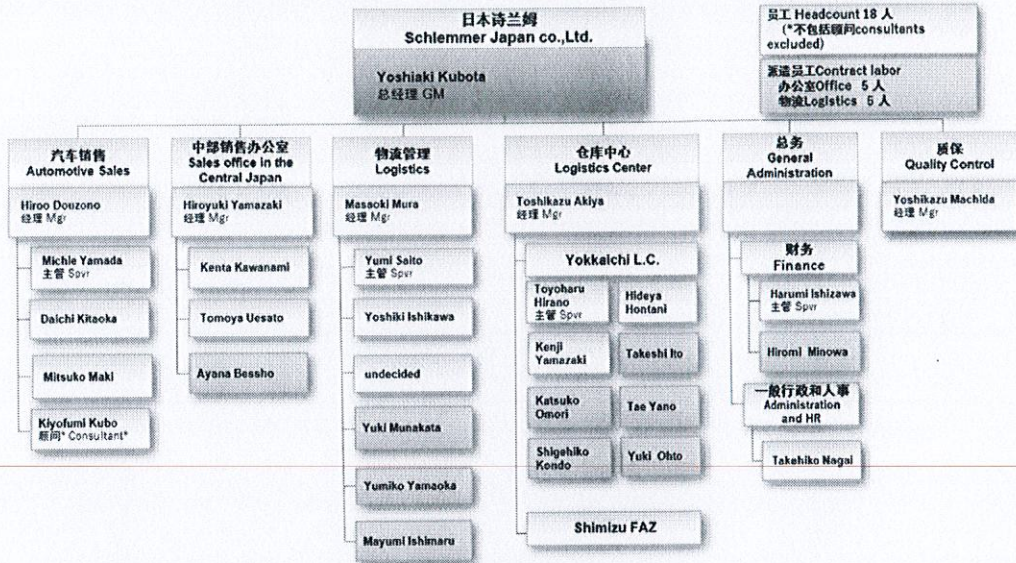 日本诗兰姆
Schlemmer Japan co.,Ltd.
Yoshiaki Kubota
总经理 GM
员工 Headcount 18 人
(*不包括顾问consultants
excluded)
派遣员工Contract labor
办公室Office 5 人
物流Logistics 5 人
汽车销售
Automotive Sales
Hiroo Douzono
经理 Mgr
Michie Yamada
主管 Spvr
Daichi Kitaoka
Mitsuko Maki
Kiyofumi Kubo
顾问* Consultant*
中部销售办公室
Sales office in the
Central Japan
Hiroyuki Yamazaki
经理 Mgr
Kenta Kawanami
Tomoya Uesato
Ayana Bessho
物流管理
Logistics
Masaoki Mura
经理 Mgr
Yumi Saito
主管 Spvr
Yoshiki Ishikawa
undecided
Yuki Munakata
Yumiko Yamaoka
Mayumi Ishimaru
仓库中心
Logistics Center
Toshikazu Akiya
经理 Mgr
Yokkaichi L.C.
Toyoharu
Hirano
主管 Spvr
Hideya
Hontani
Kenji
Yamazaki
Takeshi Ito
Katsuko
Omori
Tae Yano
Shigehiko
Kondo
Yuki Ohto
Shimizu FAZ
总务
General
Administration
财务
Finance
Harumi Ishizawa
主管 Spvr
Hiromi Minowa
一般行政和人事
Administration
and HR
Takehiko Nagai
质保
Quality Control
Yoshikazu Machida
经理 Mgr